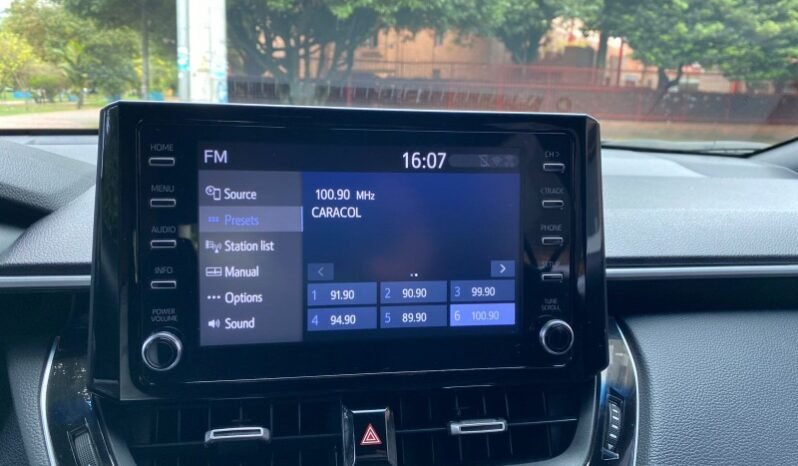 HOME
MENU
AUDIO
INFO
POWER
VOLUME
FM 16:07
Source
Presets
Station list
Manual
Options
Sound
100.90 MHz
CARACOL
1 91.90 2 90.90 3 99.90
4 94.90 5 89.90 6 100.90
CH>
<TRACK
PHONE
SETUP
TUNE
SCROLL